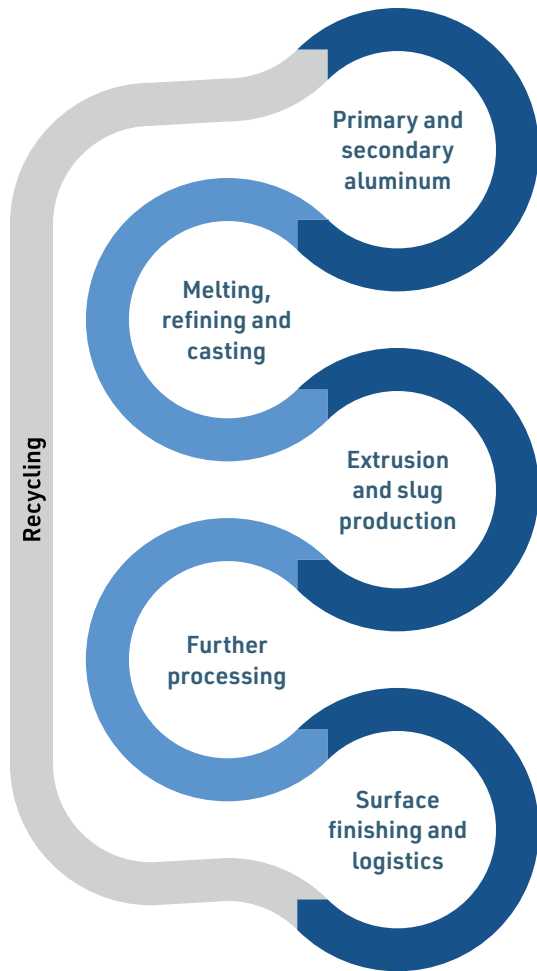 Primary and
secondary
aluminum
Melting,
refining and
casting
Recycling
Extrusion
and slug
production
Further
processing
Surface
finishing and
logistics